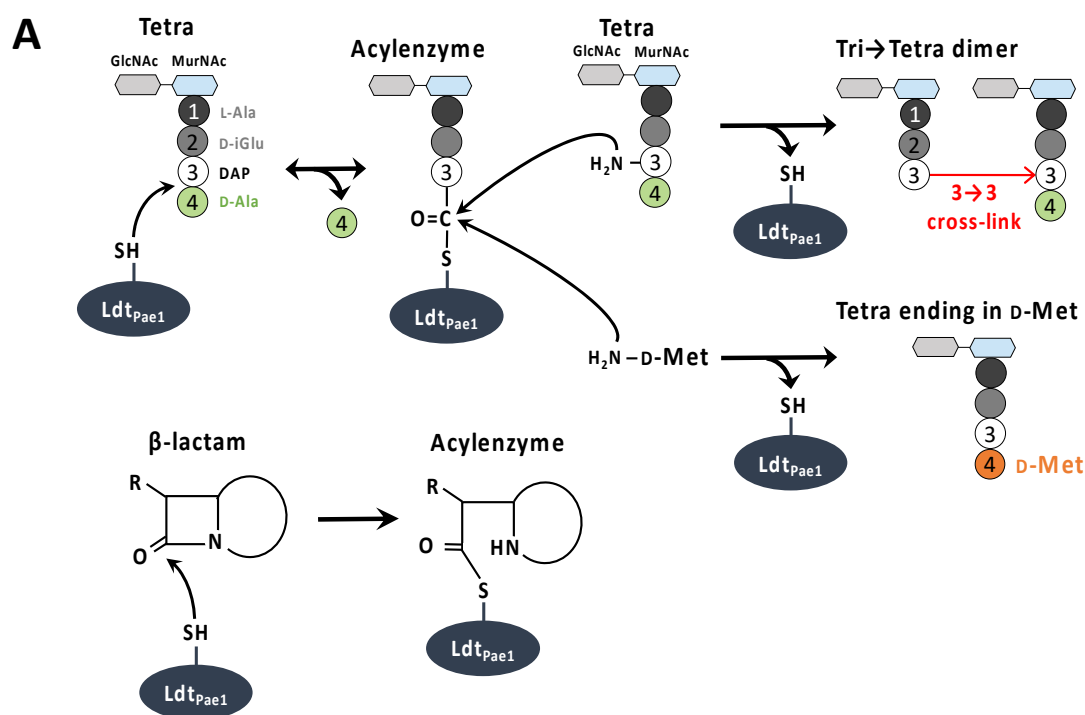 A
Tetra
GlcNAc MurNAc
1 L-Ala
2 D-iGlu
3 DAP
4 D-Ala
SH
Ldt Pae1
4
Acylenzyme
3
O=C
S
Ldt Pae1
Tetra
GlcNAc MurNAc
H2N 3
4
H2N – D-Met
SH
Ldt Pae1
Tri→Tetra dimer
1
2
3 3
3→3 4
cross-link
SH
Ldt Pae1
Tetra ending in D-Met
3
4 D-Met
β-lactam
R
O N
SH
Ldt Pae1
Acylenzyme
R
O HN
S
Ldt Pae1